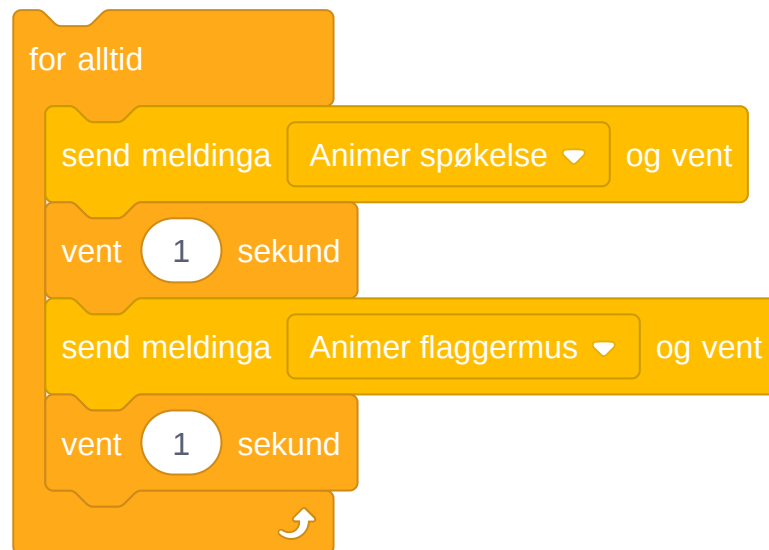 for alltid
send meldinga Animer spøkelse og vent
vent 1 sekund
send meldinga Animer flaggermus og vent
vent 1 sekund